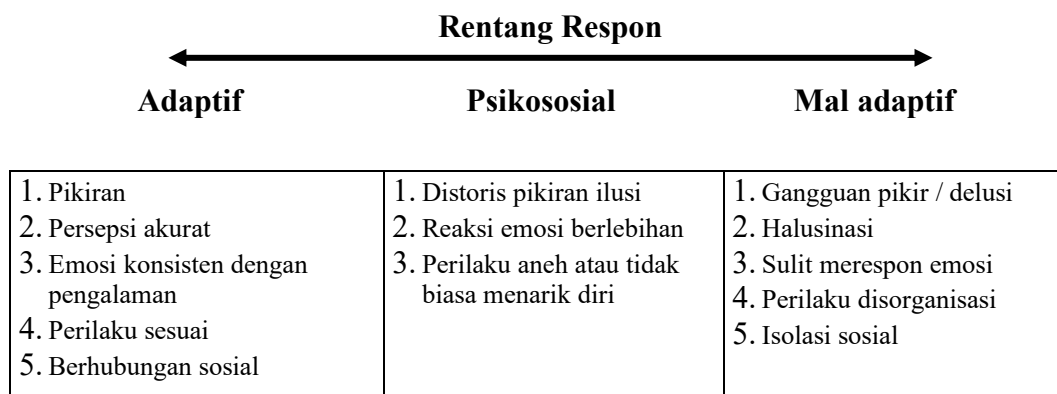 Rentang Respon
Adaptif
Psikososial
Mal adaptif
1. Pikiran
2. Persepsi akurat
3. Emosi konsisten dengan
pengalaman
4. Perilaku sesuai
5. Berhubungan sosial
1. Distoris pikiran ilusi
2. Reaksi emosi berlebihan
3. Perilaku aneh atau tidak
biasa menarik diri
1. Gangguan pikir / delusi
2. Halusinasi
3. Sulit merespon emosi
4. Perilaku disorganisasi
5. Isolasi sosial